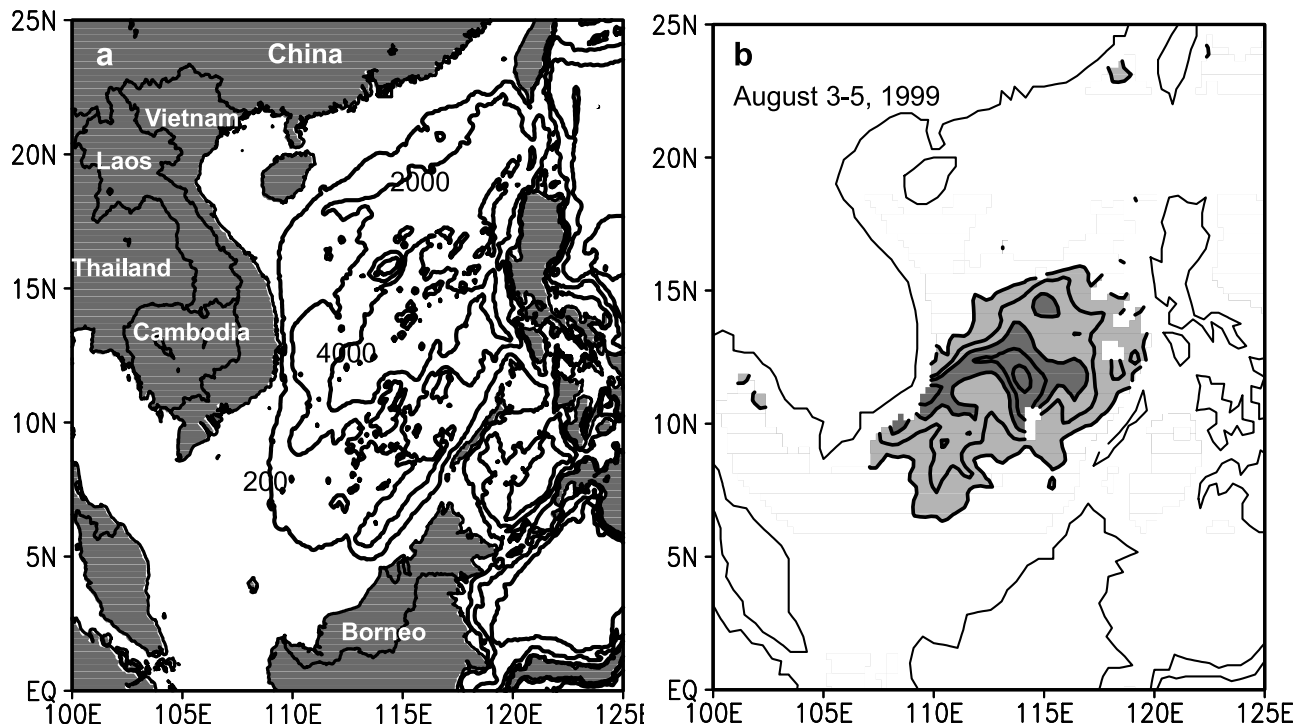 a
China
Vietnam
Laos
Thailand
Cambodia
Borneo
2000
4000
200
25N
20N
15N
10N
5N
EQ
100E 105E 110E 115E 120E 125E
b
August 3-5, 1999
25N
20N
15N
10N
5N
EQ
100E 105E 110E 115E 120E 125E